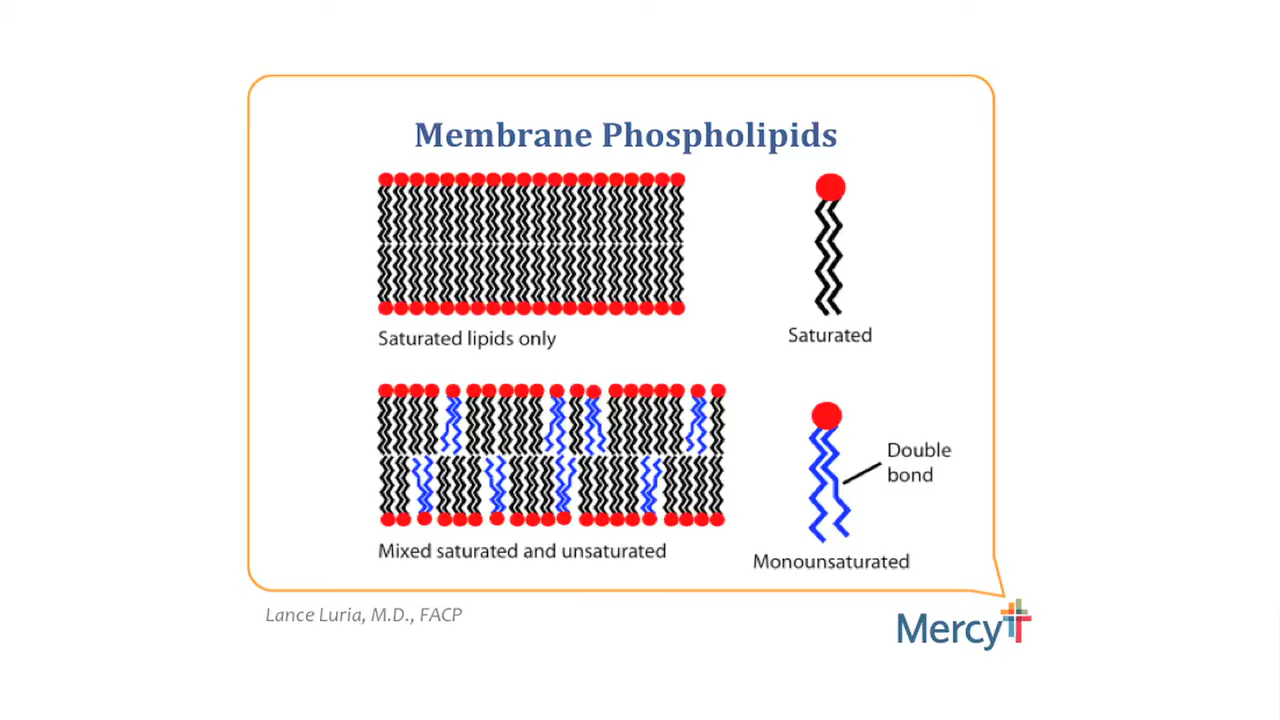 Membrane Phospholipids
Saturated lipids only
Saturated
Double
bond
Mixed saturated and unsaturated
Monounsaturated
Lance Luria, M.D., FACP
Mercy